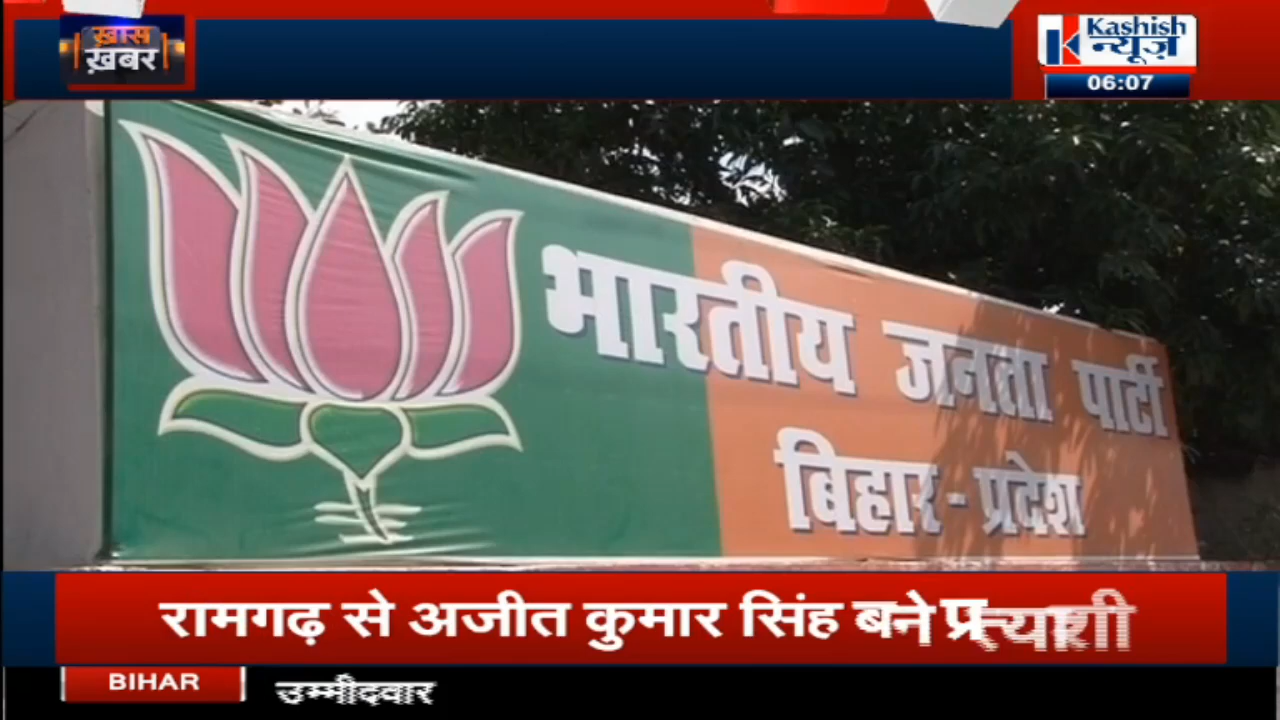 ख़ास
ख़बर
Kashish
न्यूज़
06:07
भारतीय जनता पार्टी
बिहार-प्रदेश
रामगढ़ से अजीत कुमार सिंह बने प्रत्याशी
BIHAR
उम्मीदवार